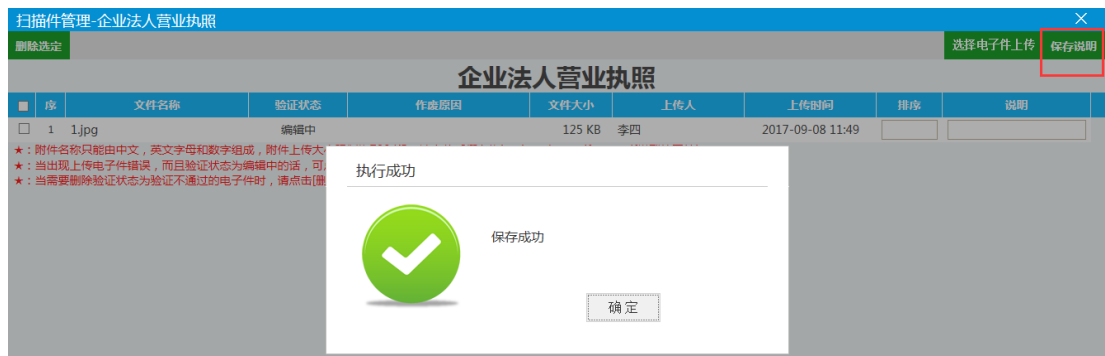 扫描件管理-企业法人营业执照
删除选定 选择电子件上传 保存说明
企业法人营业执照
序 文件名称 验证状态 作废原因 文件大小 上传人 上传时间 排序 说明
1 1.jpg 编辑中 125 KB 李四 2017-09-08 11:49
★：附件名称只能由中文，英文字母和数字组成，附件上传大
★：当出现上传电子件错误，而且验证状态为编辑中的话，可
★：当需要删除验证状态为验证不通过的电子件时，请点击[删
执行成功
保存成功
确定